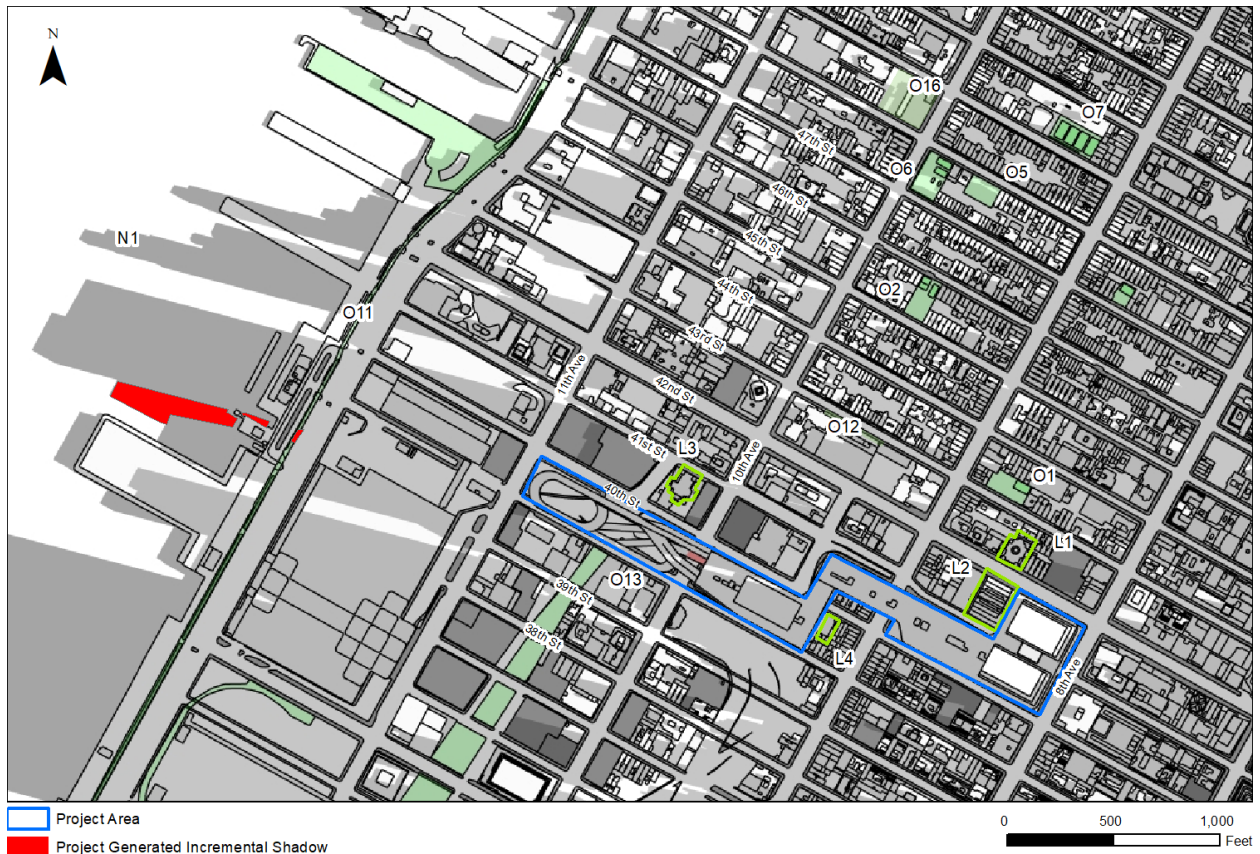 N
O16
O7
47th St
O6
O5
46th St
N1
45th St
44th St
O2
O11
43rd St
11th Ave
42nd St
O12
41st St
L3
10th Ave
O1
40th St
L1
L2
O13
39th St
38th St
L4
8th Ave
Project Area
0 500 1,000
Feet
Project Generated Incremental Shadow